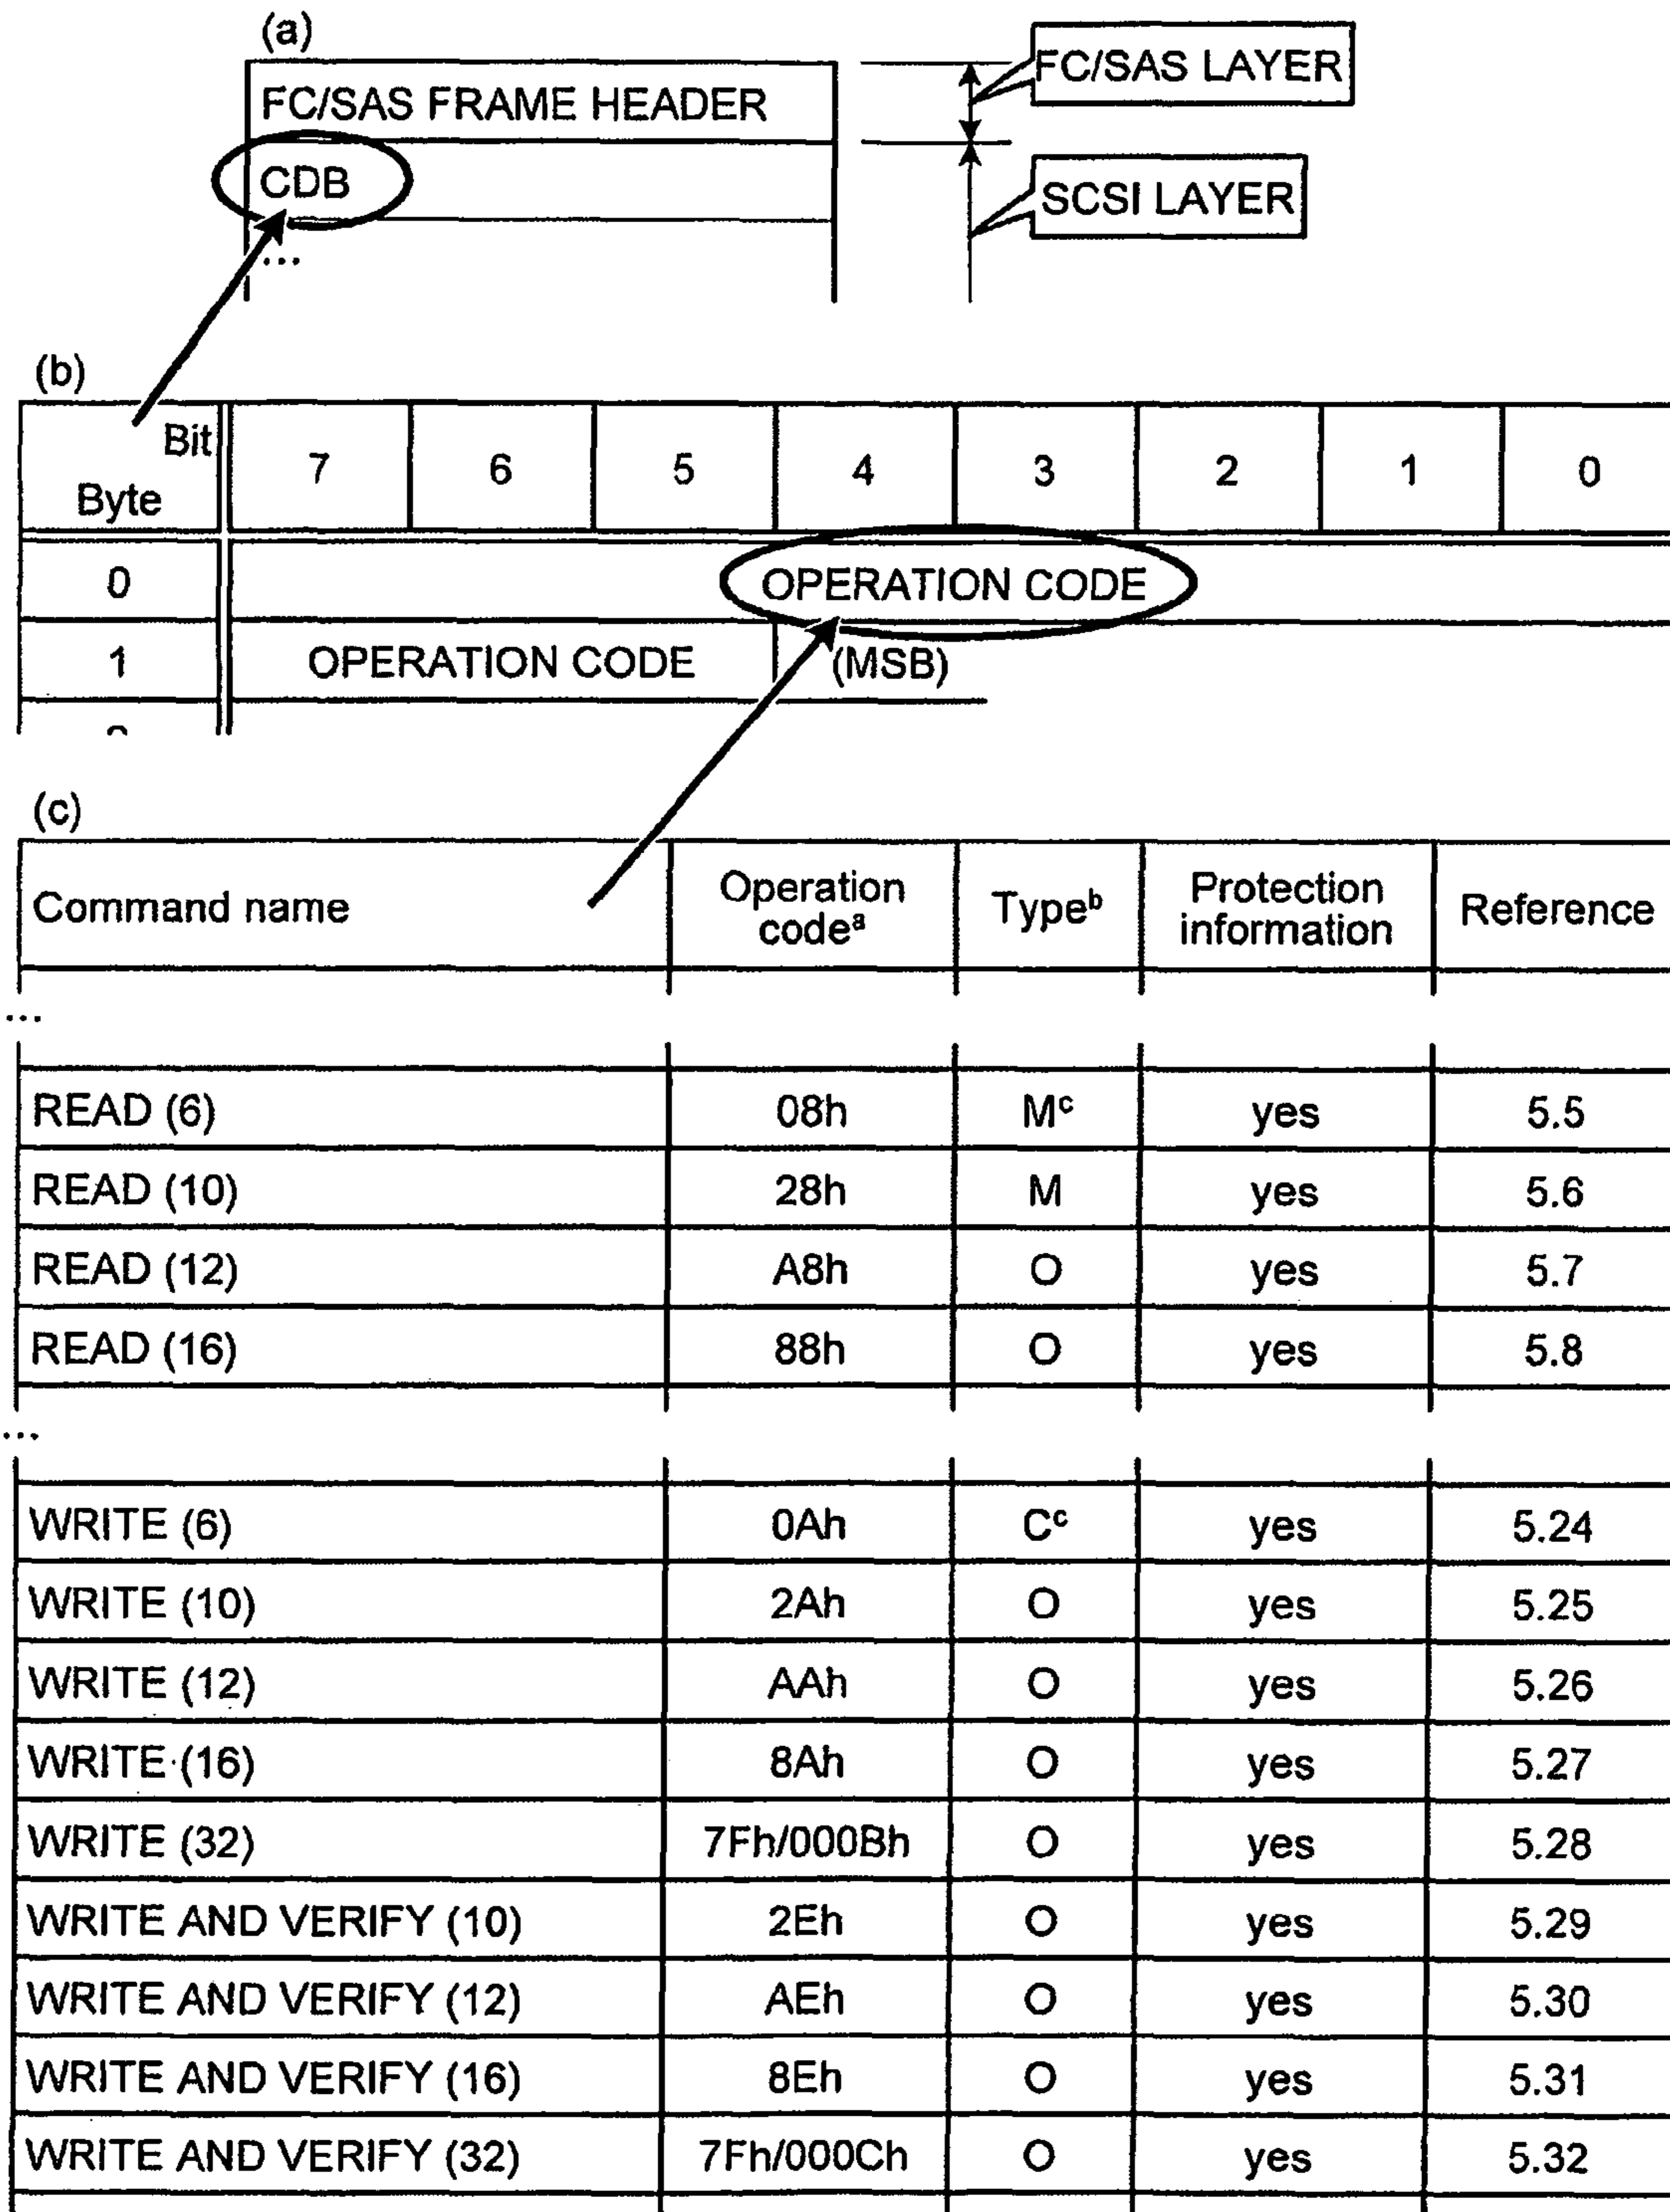 (a)
FC/SAS FRAME HEADER
FC/SAS LAYER
CDB
SCSI LAYER
...
(b)
Bit
Byte
7 6 5 4 3 2 1 0
0 OPERATION CODE
1 OPERATION CODE (MSB)
(c)
Command name Operation codeᵃ Typeᵇ Protection information Reference
...
READ (6) 08h Mᶜ yes 5.5
READ (10) 28h M yes 5.6
READ (12) A8h O yes 5.7
READ (16) 88h O yes 5.8
...
WRITE (6) 0Ah Cᶜ yes 5.24
WRITE (10) 2Ah O yes 5.25
WRITE (12) AAh O yes 5.26
WRITE (16) 8Ah O yes 5.27
WRITE (32) 7Fh/000Bh O yes 5.28
WRITE AND VERIFY (10) 2Eh O yes 5.29
WRITE AND VERIFY (12) AEh O yes 5.30
WRITE AND VERIFY (16) 8Eh O yes 5.31
WRITE AND VERIFY (32) 7Fh/000Ch O yes 5.32